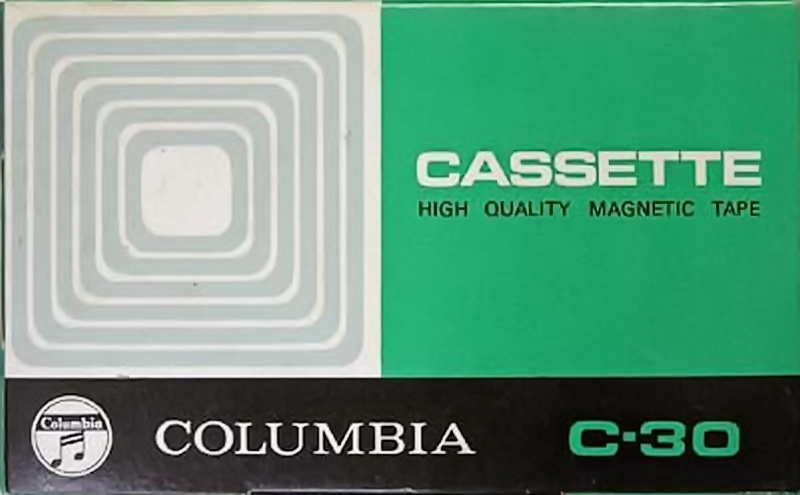 CASSETTE
HIGH QUALITY MAGNETIC TAPE
Columbia
COLUMBIA
C-30